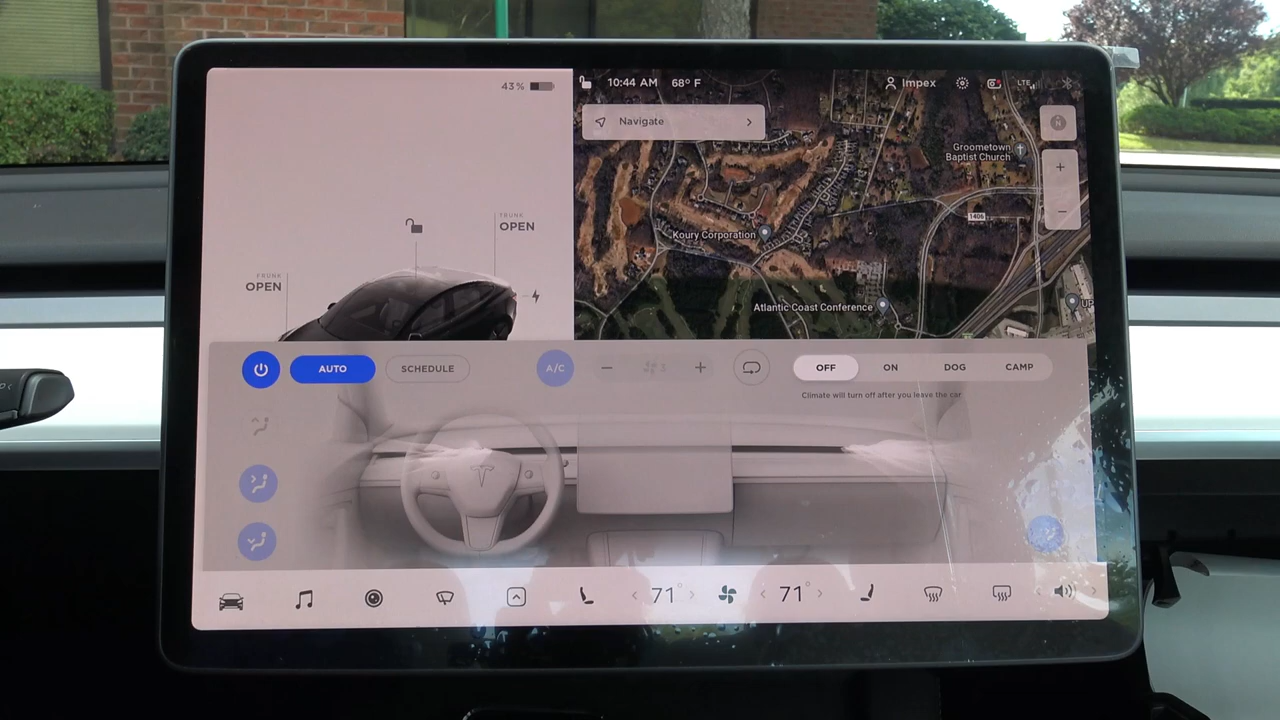 43 %
10:44 AM 68° F
Impex
LTE
Navigate
Groometown
Baptist Church
1406
Koury Corporation
Atlantic Coast Conference
UP
TRUNK
OPEN
FRUNK
OPEN
AUTO
SCHEDULE
A/C
OFF
ON
DOG
CAMP
Climate will turn off after you leave the car
71°
71°